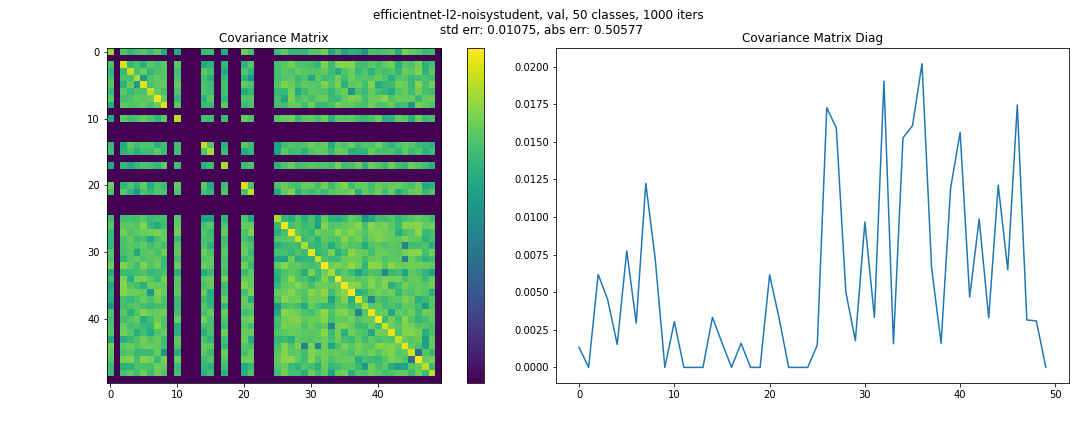 efficientnet-l2-noisystudent, val, 50 classes, 1000 iters
std err: 0.01075, abs err: 0.50577
Covariance Matrix
0
10
20
30
40
0 10 20 30 40
Covariance Matrix Diag
0.0200
0.0175
0.0150
0.0125
0.0100
0.0075
0.0050
0.0025
0.0000
0 10 20 30 40 50